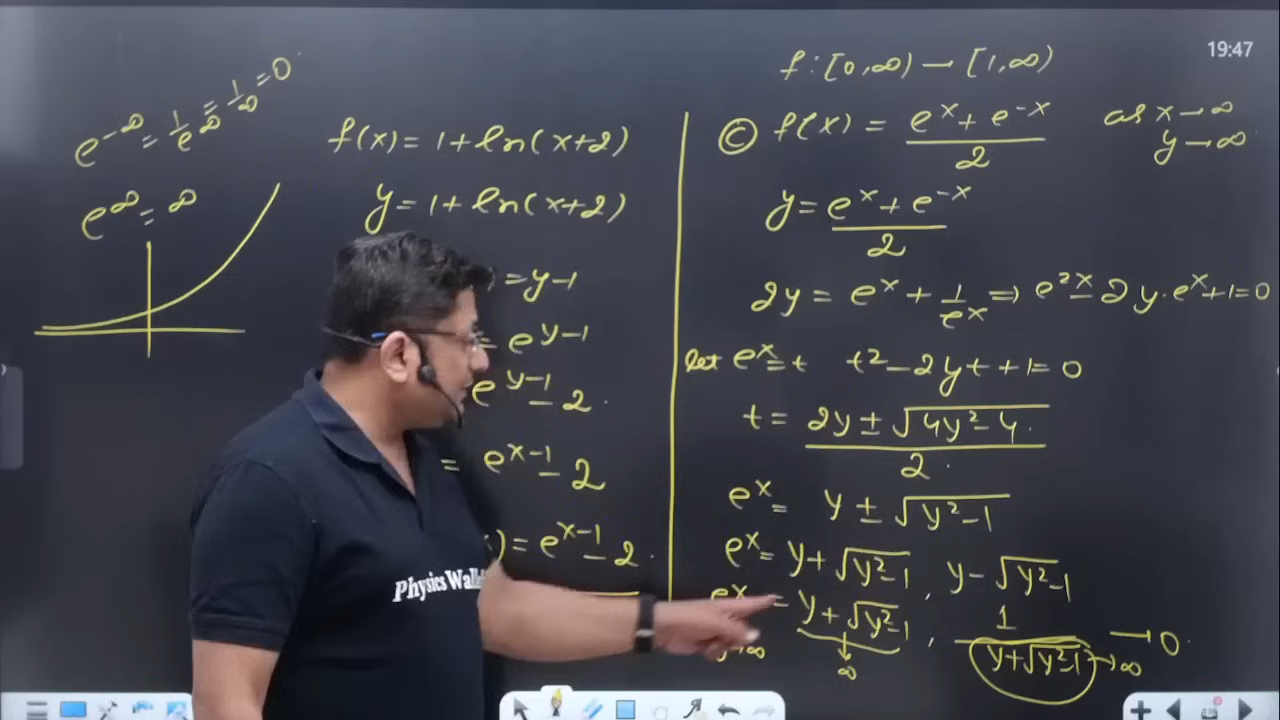 19:47
e^-∞ = 1/e^∞ = 1/∞ = 0
e^∞ = ∞
f(x) = 1 + ln(x+2)
y = 1 + ln(x+2)
= y-1
= e^y-1
e^y-1 - 2.
= e^x-1 - 2
) = e^x-1 - 2.
f : [0,∞) — [1,∞)
Ⓒ f(x) = (e^x + e^-x)/2 as x→∞
y→∞
y = (e^x + e^-x)/2
2y = e^x + 1/e^x ⇒ e^2x - 2y.e^x + 1 = 0
let e^x = t t² - 2yt + 1 = 0
t = (2y ± √(4y² - 4.))/2.
e^x = y ± √(y²-1)
e^x = y + √(y²-1) , y - √(y²-1)
e^x = y + √(y²-1) , 1/(y+√(y²-1)) → 0.
y→∞ ↓ ∞ → ∞
Physics Wall